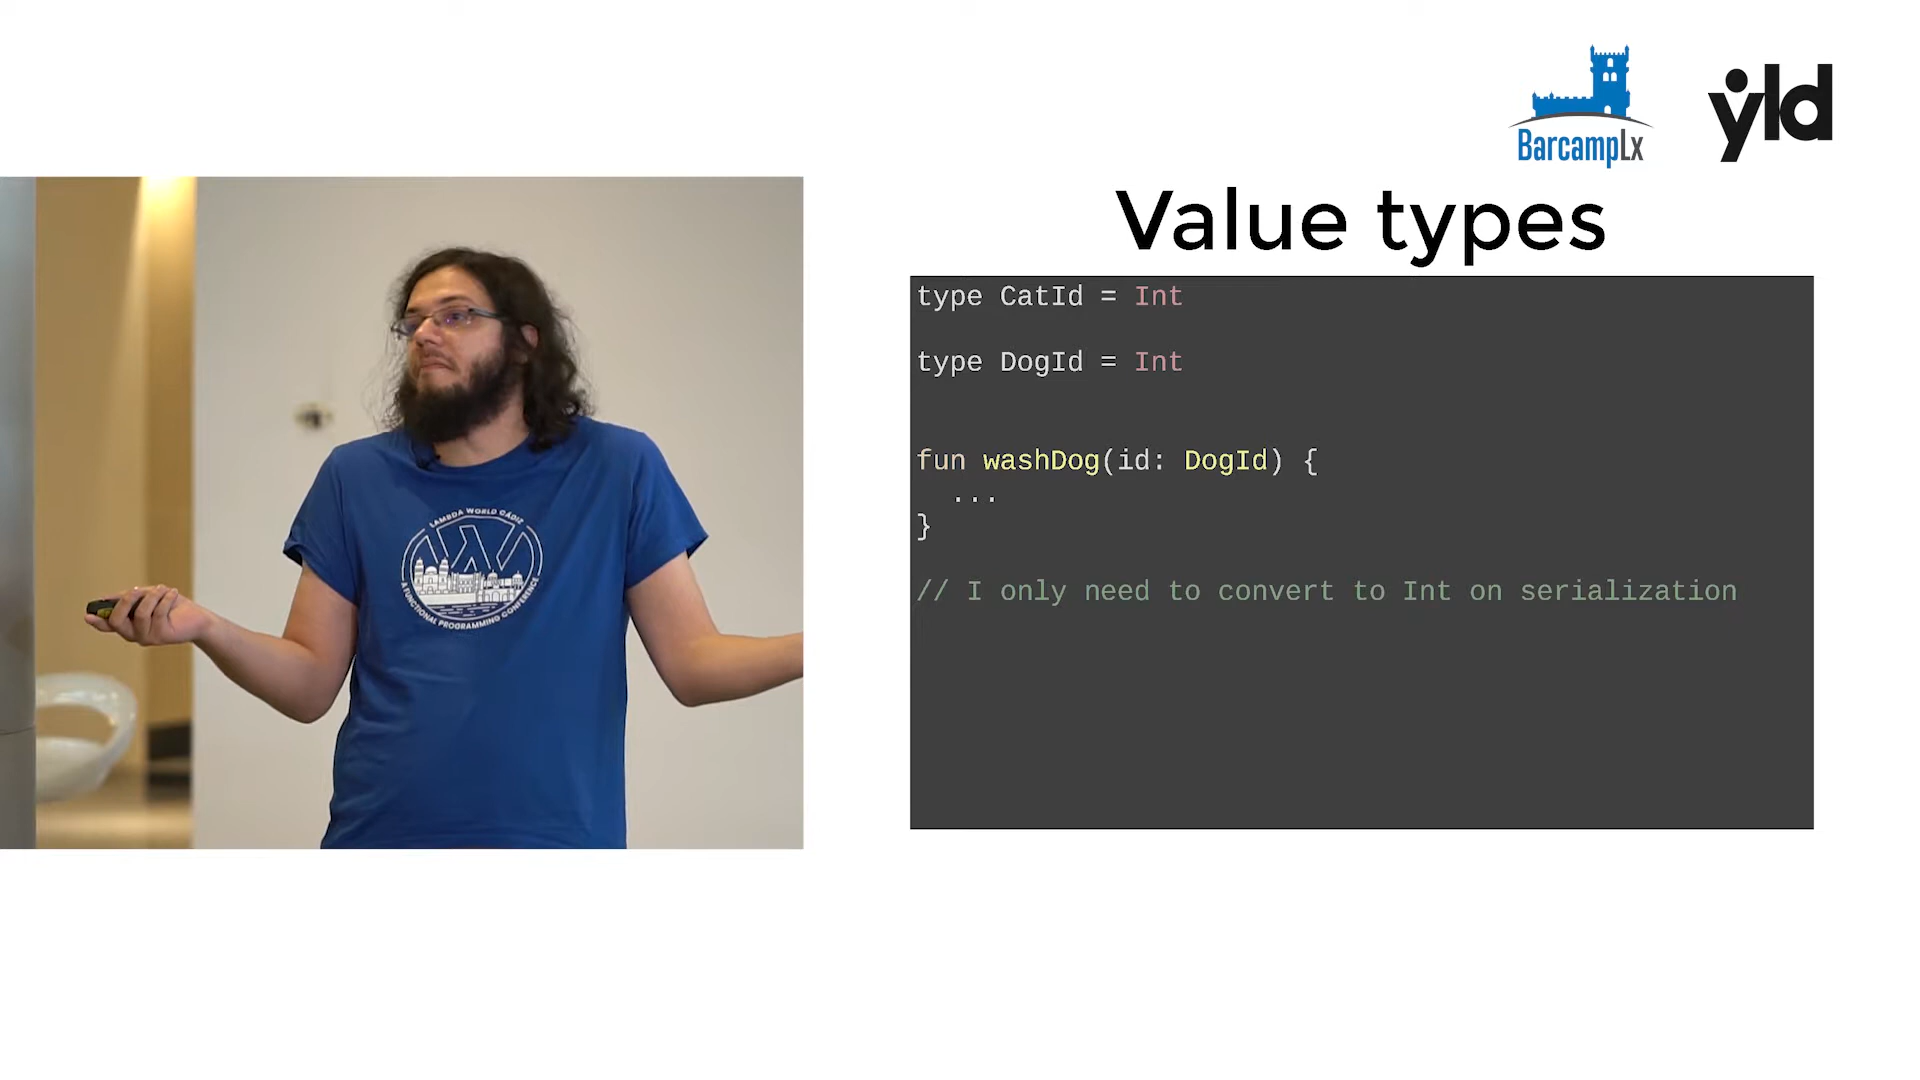 BarcampLx
yld
Value types
type CatId = Int
type DogId = Int
fun washDog(id: DogId) {
...
}
// I only need to convert to Int on serialization
LAMBDA WORLD CÁDIZ
A FUNCTIONAL PROGRAMMING CONFERENCE